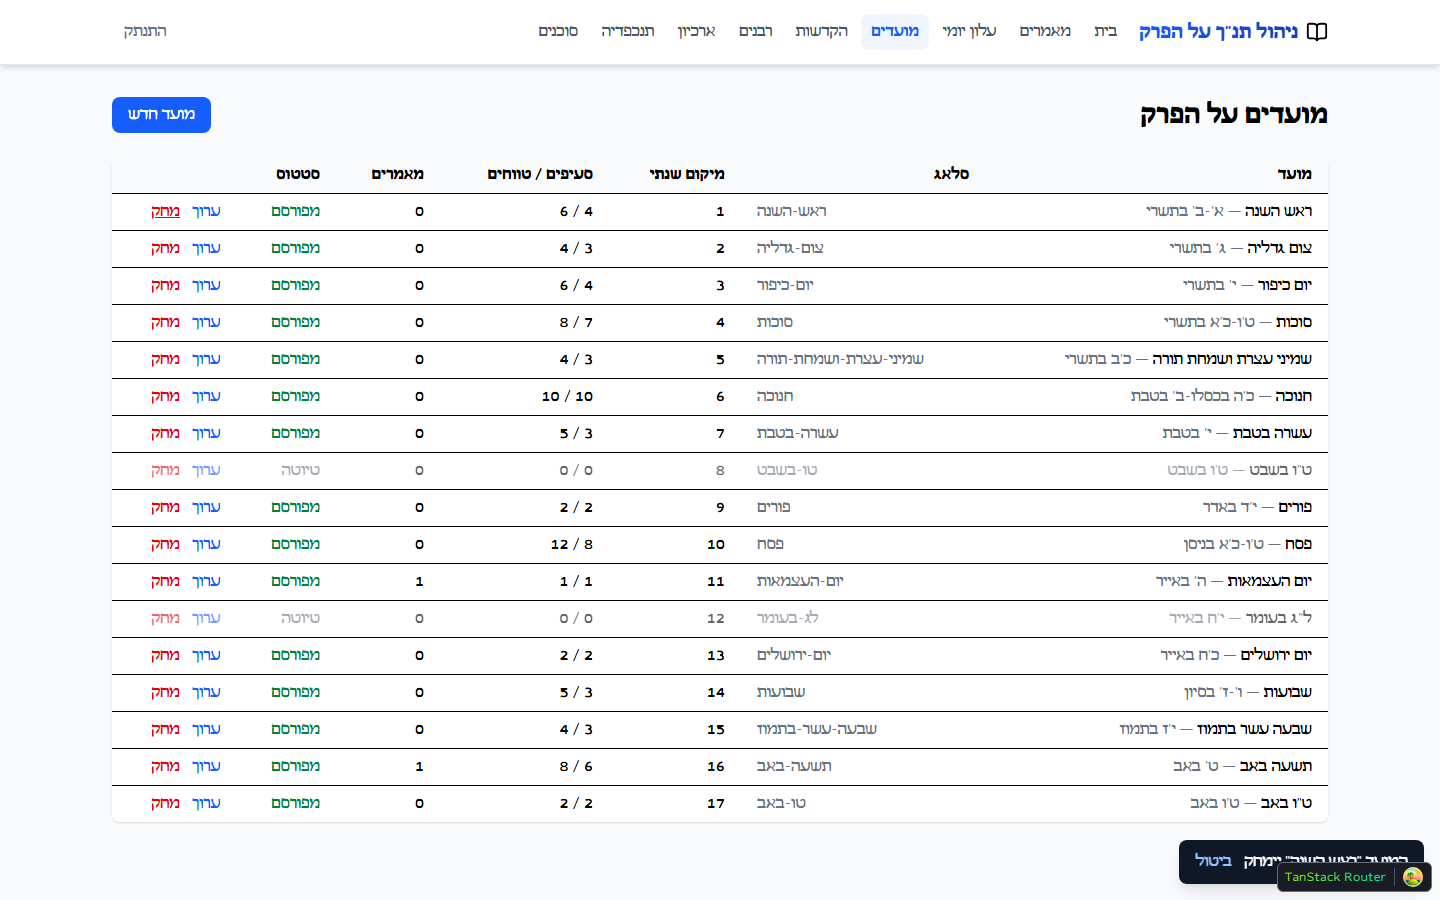 ניהול תנ"ך על הפרק בית מאמרים עלון יומי מועדים הקדשות רבנים ארכיון תנכפדיה סוכנים התנתק
מועדים על הפרק מועד חדש
מועד סלאג מיקום שנתי סעיפים / טווחים מאמרים סטטוס
ראש השנה — א'-ב' בתשרי ראש-השנה 1 4 / 6 0 מפורסם ערוך מחק
צום גדליה — ג' בתשרי צום-גדליה 2 3 / 4 0 מפורסם ערוך מחק
יום כיפור — י' בתשרי יום-כיפור 3 4 / 6 0 מפורסם ערוך מחק
סוכות — ט"ו-כ"א בתשרי סוכות 4 7 / 8 0 מפורסם ערוך מחק
שמיני עצרת ושמחת תורה — כ"ב בתשרי שמיני-עצרת-ושמחת-תורה 5 3 / 4 0 מפורסם ערוך מחק
חנוכה — כ"ה בכסלו-ב' בטבת חנוכה 6 10 / 10 0 מפורסם ערוך מחק
עשרה בטבת — י' בטבת עשרה-בטבת 7 3 / 5 0 מפורסם ערוך מחק
ט"ו בשבט — ט"ו בשבט טו-בשבט 8 0 / 0 0 טיוטה ערוך מחק
פורים — י"ד באדר פורים 9 2 / 2 0 מפורסם ערוך מחק
פסח — ט"ו-כ"א בניסן פסח 10 8 / 12 0 מפורסם ערוך מחק
יום העצמאות — ה' באייר יום-העצמאות 11 1 / 1 1 מפורסם ערוך מחק
ל"ג בעומר — י"ח באייר לג-בעומר 12 0 / 0 0 טיוטה ערוך מחק
יום ירושלים — כ"ח באייר יום-ירושלים 13 2 / 2 0 מפורסם ערוך מחק
שבועות — ו'-ז' בסיון שבועות 14 3 / 5 0 מפורסם ערוך מחק
שבעה עשר בתמוז — י"ז בתמוז שבעה-עשר-בתמוז 15 3 / 4 0 מפורסם ערוך מחק
תשעה באב — ט' באב תשעה-באב 16 6 / 8 1 מפורסם ערוך מחק
ט"ו באב — ט"ו באב טו-באב 17 2 / 2 0 מפורסם ערוך מחק
המועד "ראש השנה" יימחק ביטול
TanStack Router